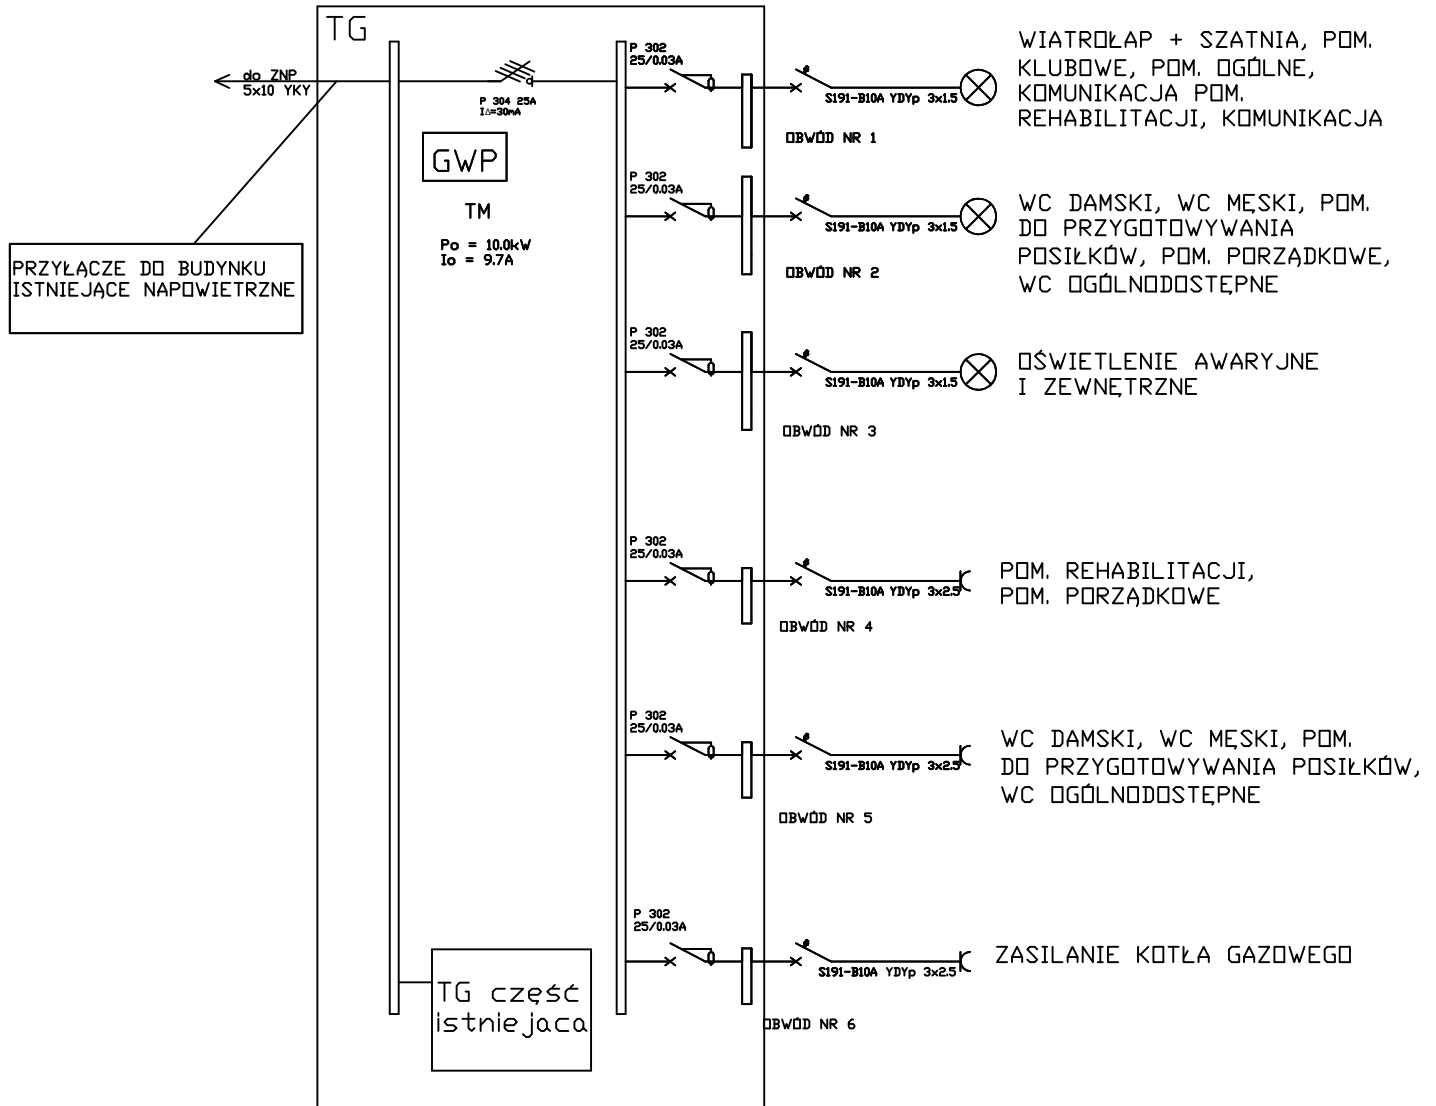 TG
do ZNP
5x10 YKY
P 304 25A
I△=30mA
GWP
TM
Po = 10.0kW
Io = 9.7A
PRZYŁĄCZE DO BUDYNKU
ISTNIEJĄCE NAPOWIETRZNE
TG część
istniejaca
P 302
25/0.03A
S191-B10A YDYp 3x1.5
OBWÓD NR 1
WIATROŁAP + SZATNIA, POM.
KLUBOWE, POM. OGÓLNE,
KOMUNIKACJA POM.
REHABILITACJI, KOMUNIKACJA
P 302
25/0.03A
S191-B10A YDYp 3x1.5
OBWÓD NR 2
WC DAMSKI, WC MĘSKI, POM.
DO PRZYGOTOWYWANIA
POSIŁKÓW, POM. PORZĄDKOWE,
WC OGÓLNODOSTĘPNE
P 302
25/0.03A
S191-B10A YDYp 3x1.5
OBWÓD NR 3
OŚWIETLENIE AWARYJNE
I ZEWNĘTRZNE
P 302
25/0.03A
S191-B10A YDYp 3x2.5
OBWÓD NR 4
POM. REHABILITACJI,
POM. PORZĄDKOWE
P 302
25/0.03A
S191-B10A YDYp 3x2.5
OBWÓD NR 5
WC DAMSKI, WC MĘSKI, POM.
DO PRZYGOTOWYWANIA POSIŁKÓW,
WC OGÓLNODOSTĘPNE
P 302
25/0.03A
S191-B10A YDYp 3x2.5
OBWÓD NR 6
ZASILANIE KOTŁA GAZOWEGO